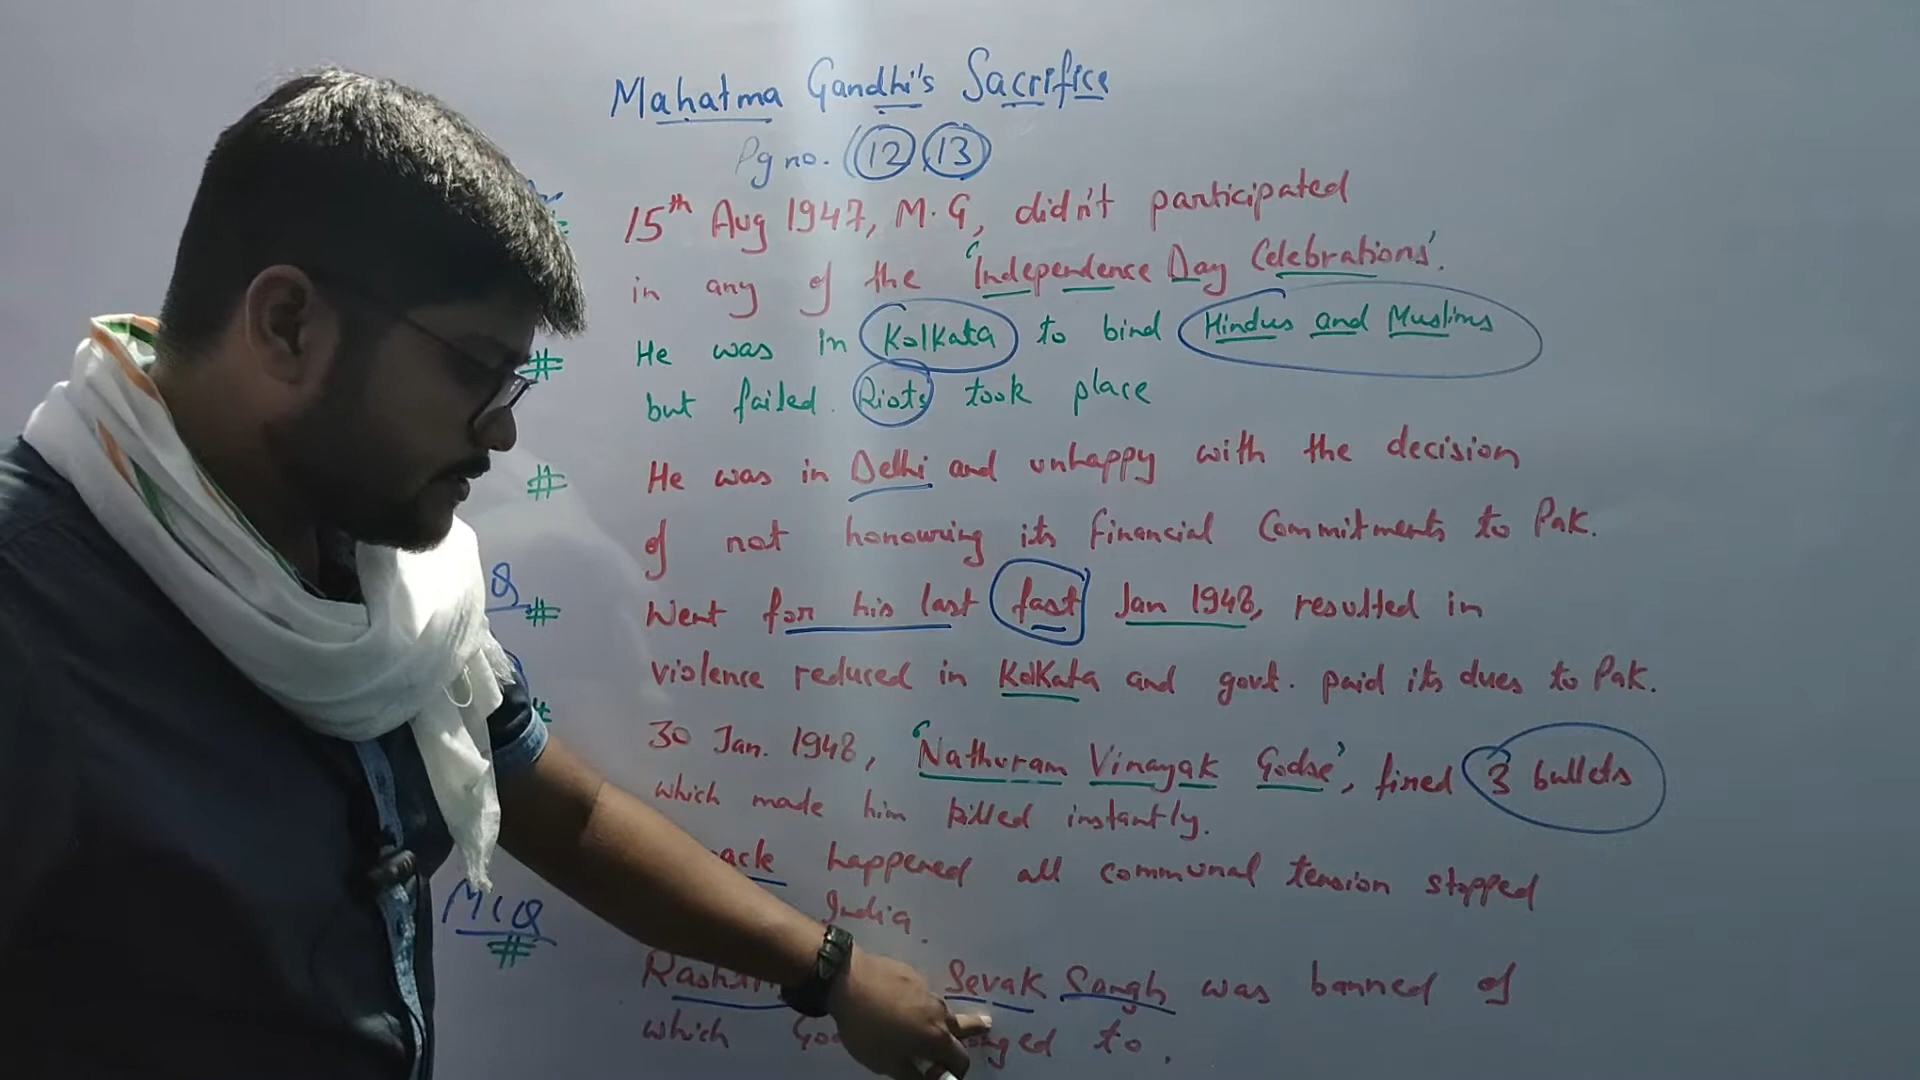 Mahatma Gandhi's Sacrifice
Pg no. (12) (13)
15th Aug 1947, M.G, didn't participated
in any of the 'Independence Day Celebrations'.
# He was in Kolkata to bind Hindus and Muslims
but failed. Riots took place
# He was in Delhi and unhappy with the decision
of not honouring its financial Commitments to Pak.
Q # Went for his last fast Jan 1948, resulted in
violence reduced in Kolkata and govt. paid its dues to Pak.
# 30 Jan. 1948, 'Nathuram Vinayak Godse', fired 3 bullets
which made him killed instantly.
happened all communal tension stopped
India.
MCQ # Sevak Sangh was banned of
which to.